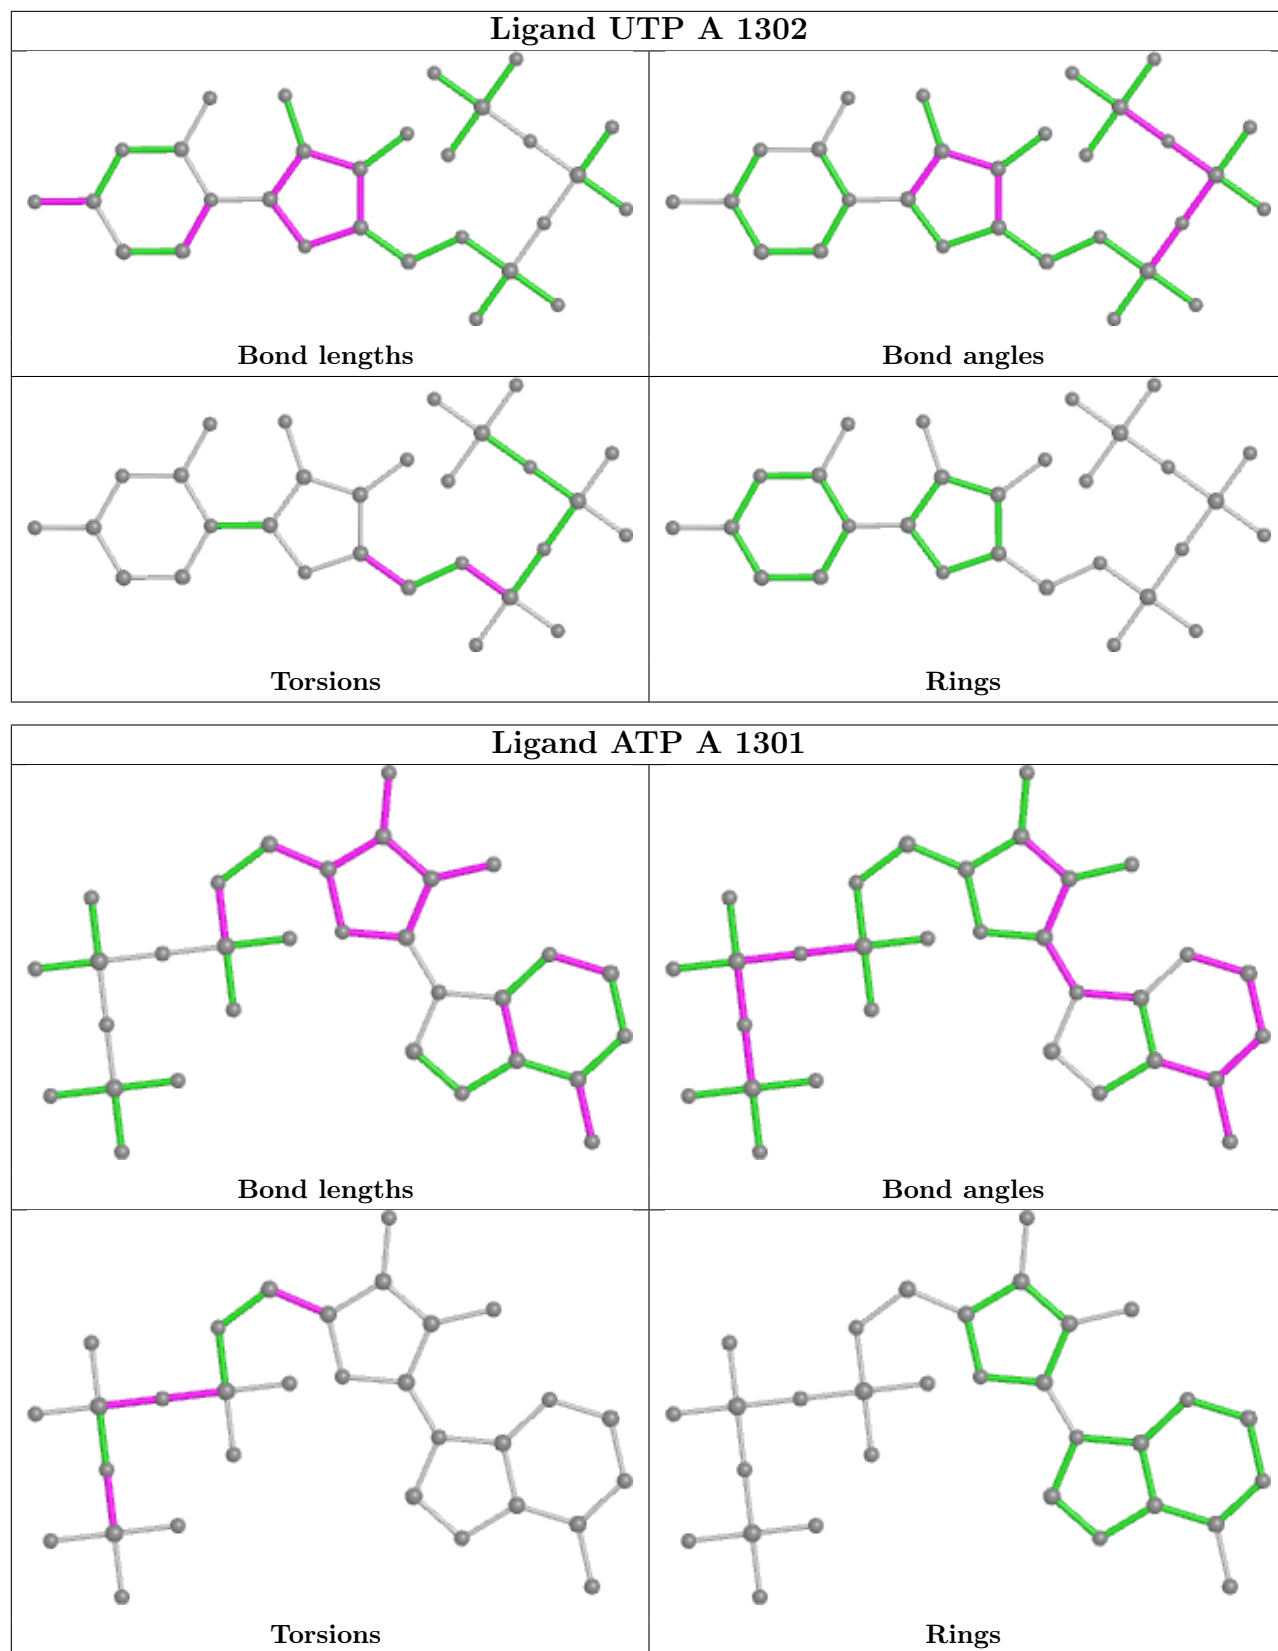 Ligand UTP A 1302
Bond lengths
Bond angles
Torsions
Rings
Ligand ATP A 1301
Bond lengths
Bond angles
Torsions
Rings